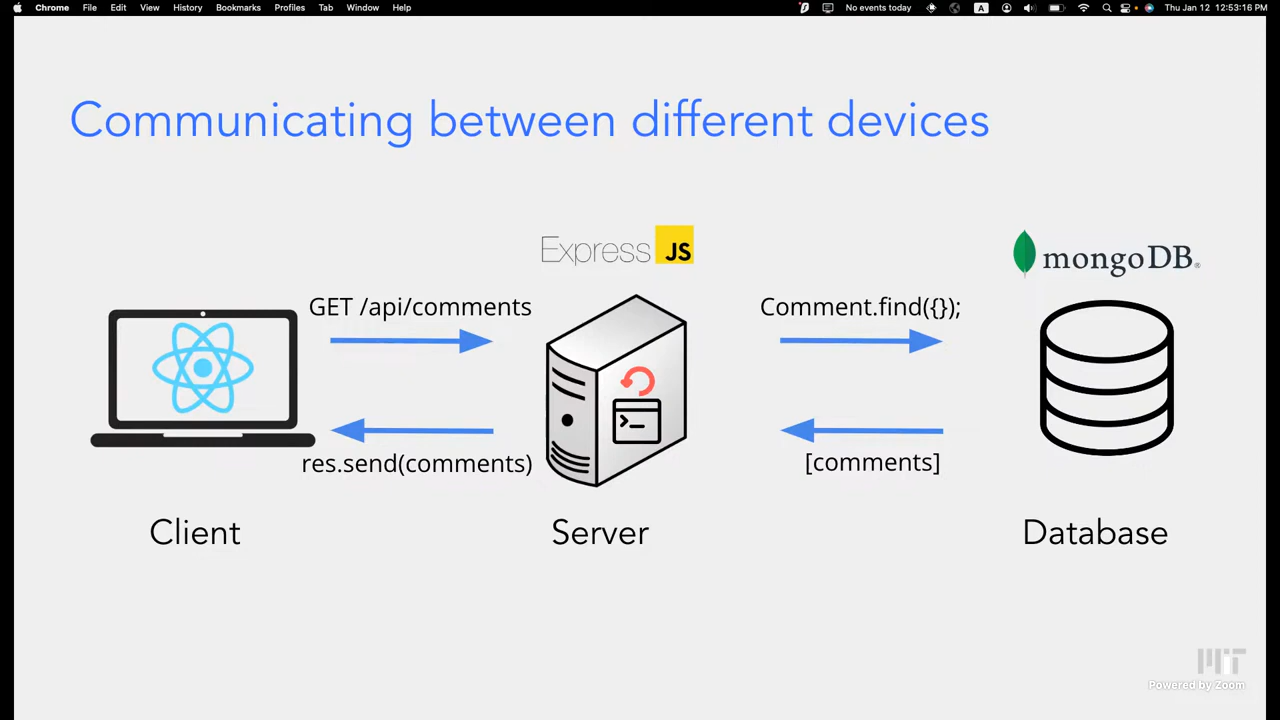 Chrome File Edit View History Bookmarks Profiles Tab Window Help No events today A Thu Jan 12 12:53:16 PM
Communicating between different devices
Express JS
mongoDB®
GET /api/comments
Comment.find({});
>_
res.send(comments)
[comments]
Client
Server
Database
MIT
Powered by Zoom